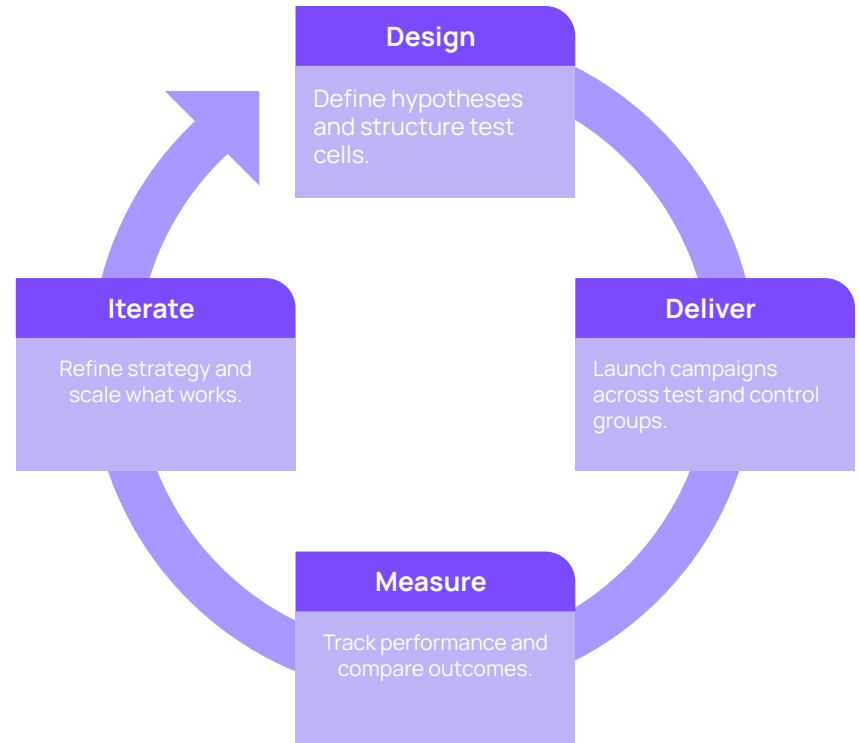 Design
Define hypotheses
and structure test
cells.
Iterate
Refine strategy and
scale what works.
Deliver
Launch campaigns
across test and control
groups.
Measure
Track performance and
compare outcomes.